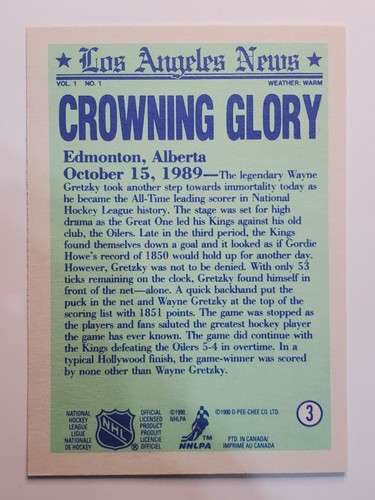 ★ Los Angeles News ★
VOL. 1 NO. 1 WEATHER: WARM
CROWNING GLORY
Edmonton, Alberta
October 15, 1989—The legendary Wayne
Gretzky took another step towards immortality today as
he became the All-Time leading scorer in National
Hockey League history. The stage was set for high
drama as the Great One led his Kings against his old
club, the Oilers. Late in the third period, the Kings
found themselves down a goal and it looked as if Gordie
Howe's record of 1850 would hold up for another day.
However, Gretzky was not to be denied. With only 53
ticks remaining on the clock, Gretzky found himself in
front of the net—alone. A quick backhand put the
puck in the net and Wayne Gretzky at the top of the
scoring list with 1851 points. The game was stopped as
the players and fans saluted the greatest hockey player
the game has ever known. The game did continue with
the Kings defeating the Oilers 5-4 in overtime. In a
typical Hollywood finish, the game-winner was scored
by none other than Wayne Gretzky.
NATIONAL
HOCKEY
LEAGUE
LIGUE
NATIONALE
DE HOCKEY
NHL
OFFICIAL
LICENSED
PRODUCT
PRODUIT
LICENCIE
OFFICIEL
©1990
NHLPA
TM
NHLPA
©1990 O-PEE-CHEE CO. LTD.
PTD. IN CANADA/
IMPRIMÉ AU CANADA
3